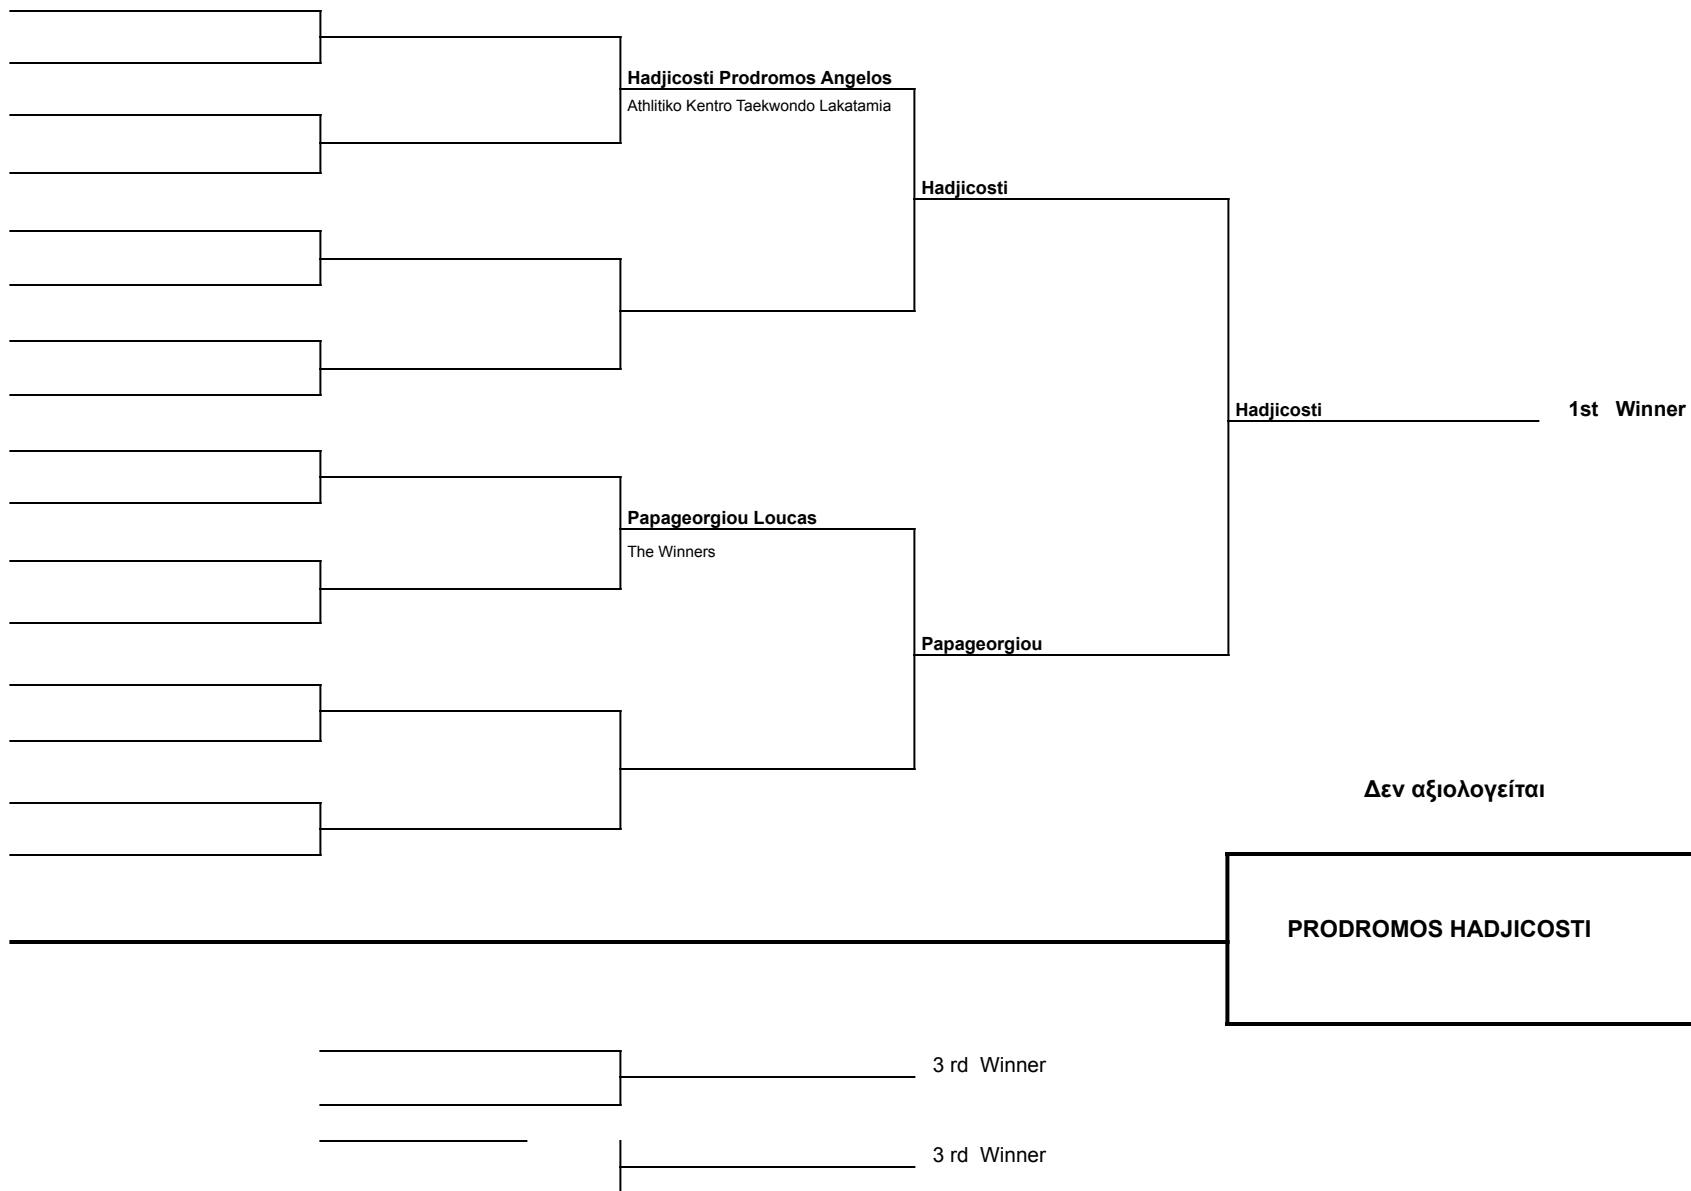 Hadjicosti Prodromos Angelos
Athlitiko Kentro Taekwondo Lakatamia
Hadjicosti
Hadjicosti
1st Winner
Papageorgiou Loucas
The Winners
Papageorgiou
Δεν αξιολογείται
PRODROMOS HADJICOSTI
3 rd Winner
3 rd Winner